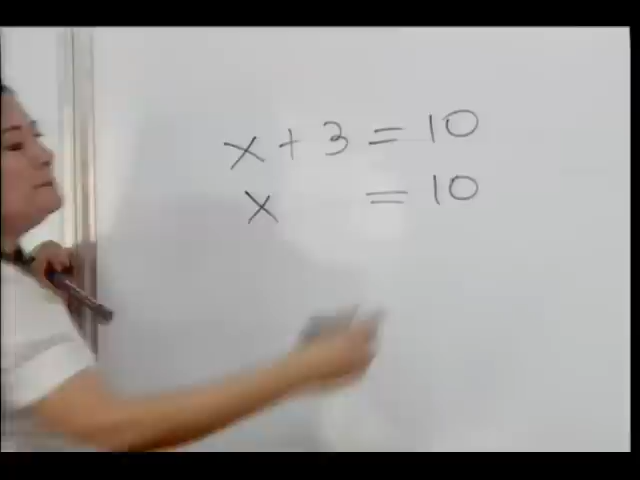 x + 3 = 10
x = 10